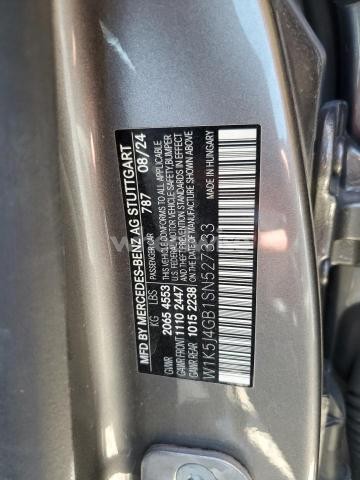 MFD BY MERCEDES-BENZ AG STUTTGART
PASSENGER CAR 787 08/24
KG LBS
GVWR 2065 4553
GAWR FRONT 1110 2447
GAWR REAR 1015 2238
THIS VEHICLE CONFORMS TO ALL APPLICABLE
U.S. FEDERAL MOTOR VEHICLE SAFETY, BUMPER
AND THEFT PREVENTION STANDARDS IN EFFECT
ON THE DATE OF MANUFACTURE SHOWN ABOVE.
MADE IN HUNGARY
W1K5J4GB1SN527333